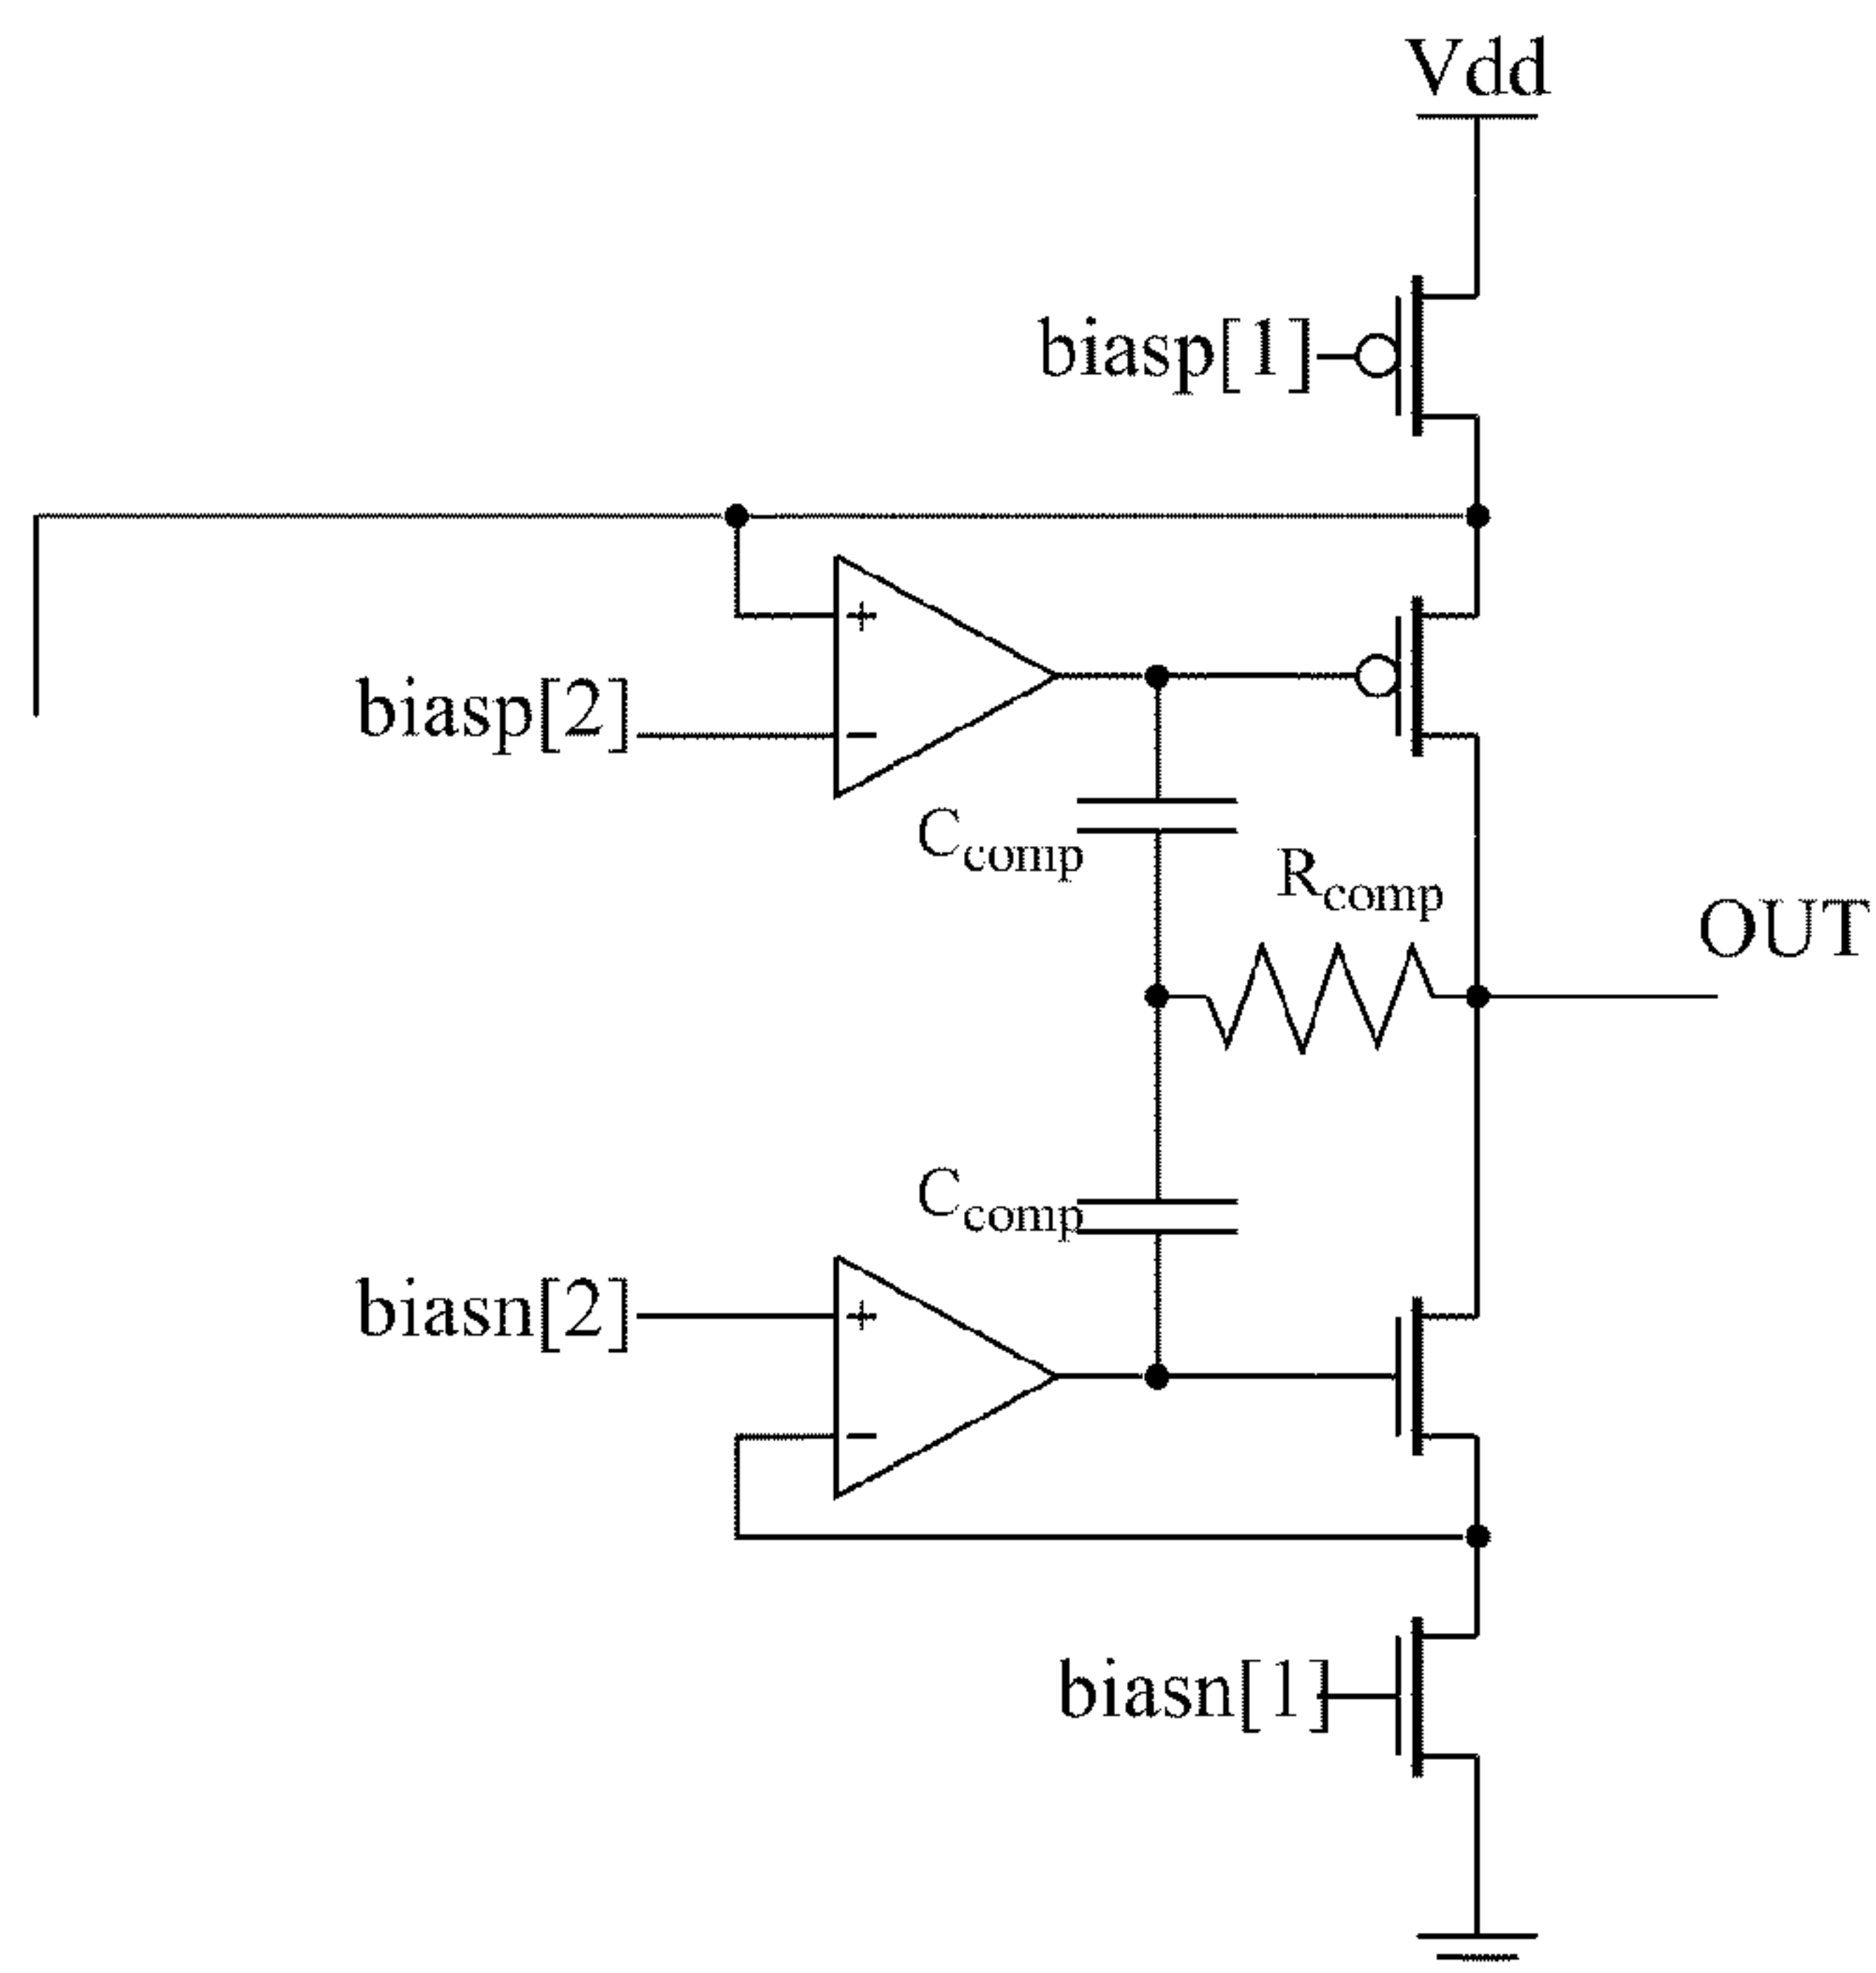 Vdd
biasp[1]
+
biasp[2]
−
Ccomp
Rcomp
OUT
Ccomp
biasn[2]
+
−
biasn[1]